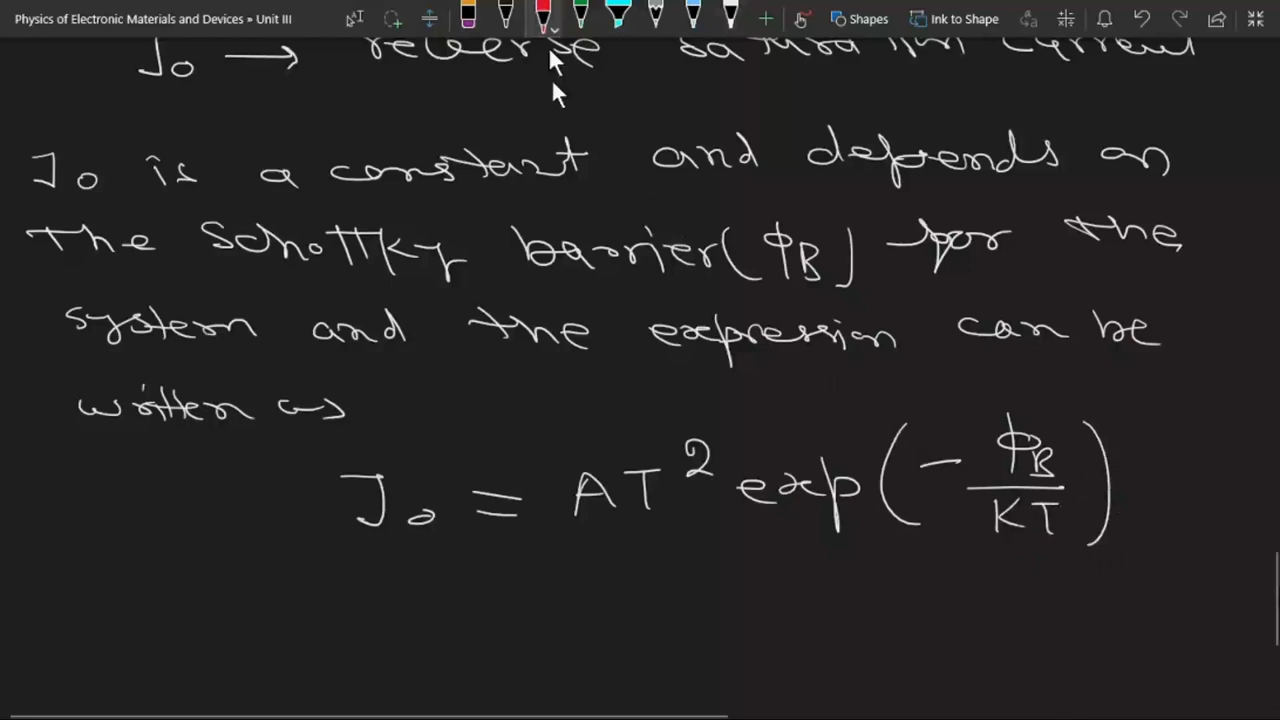 Physics of Electronic Materials and Devices » Unit III
Shapes
Ink to Shape
J₀ → reverse saturation current
J₀ is a constant and depends on
the Schottky barrier(ϕ_B) for the
system and the expression can be
written as
J₀ = AT² exp(-ϕ_B/KT)